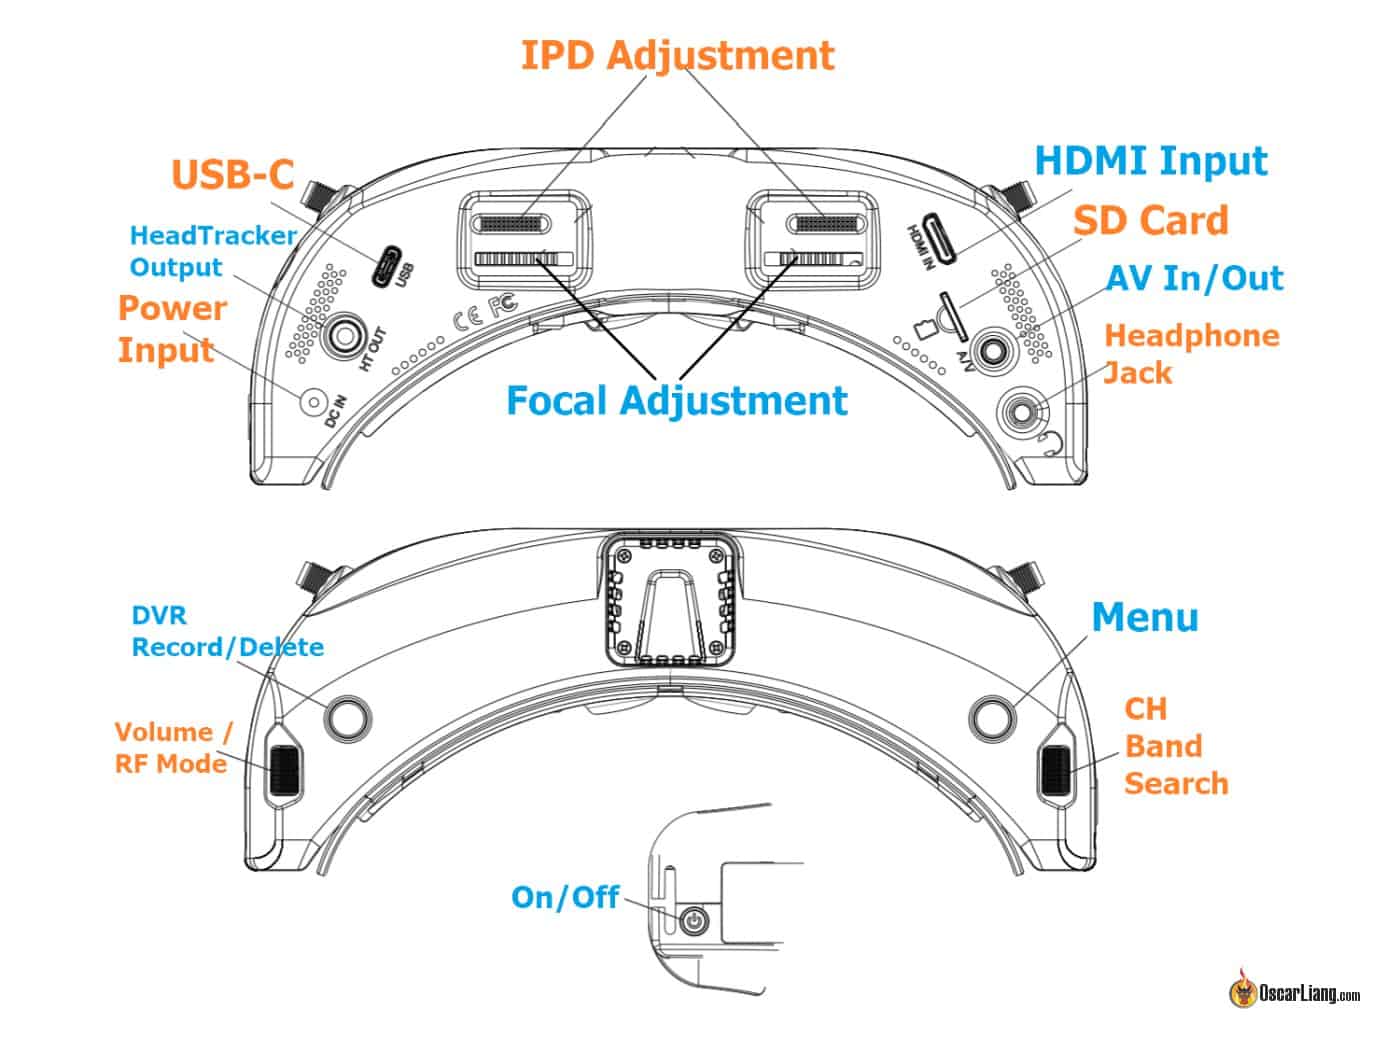 IPD Adjustment
USB-C
HDMI Input
HeadTracker
Output
SD Card
Power
Input
AV In/Out
Headphone
Jack
USB
HDMI IN
HT OUT
CE FC
A/V
DC IN
Focal Adjustment
DVR
Record/Delete
Menu
Volume /
RF Mode
CH
Band
Search
On/Off
OscarLiang.com